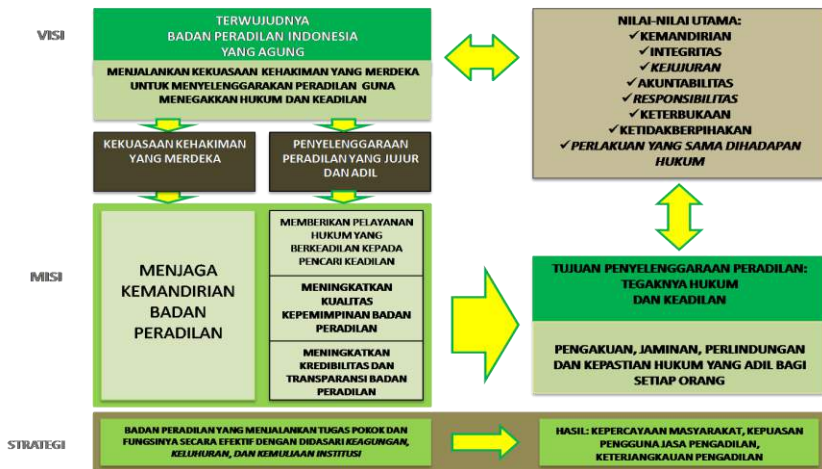 VISI
TERWUJUDNYA
BADAN PERADILAN INDONESIA
YANG AGUNG
MENJALANKAN KEKUASAAN KEHAKIMAN YANG MERDEKA
UNTUK MENYELENGGARAKAN PERADILAN GUNA
MENEGAKKAN HUKUM DAN KEADILAN
NILAI-NILAI UTAMA:
✓KEMANDIRIAN
✓INTEGRITAS
✓KEJUJURAN
✓AKUNTABILITAS
✓RESPONSIBILITAS
✓KETERBUKAAN
✓KETIDAKBERPIHAKAN
✓PERLAKUAN YANG SAMA DIHADAPAN
HUKUM
KEKUASAAN KEHAKIMAN
YANG MERDEKA
PENYELENGGARAAN
PERADILAN YANG JUJUR
DAN ADIL
MISI
MENJAGA
KEMANDIRIAN
BADAN
PERADILAN
MEMBERIKAN PELAYANAN
HUKUM YANG
BERKEADILAN KEPADA
PENCARI KEADILAN
MENINGKATKAN
KUALITAS
KEPEMIMPINAN BADAN
PERADILAN
MENINGKATKAN
KREDIBILITAS DAN
TRANSPARANSI BADAN
PERADILAN
TUJUAN PENYELENGGARAAN PERADILAN:
TEGAKNYA HUKUM
DAN KEADILAN
PENGAKUAN, JAMINAN, PERLINDUNGAN
DAN KEPASTIAN HUKUM YANG ADIL BAGI
SETIAP ORANG
STRATEGI
BADAN PERADILAN YANG MENJALANKAN TUGAS POKOK DAN
FUNGSINYA SECARA EFEKTIF DENGAN DIDASARI KEAGUNGAN,
KELUHURAN, DAN KEMULIAAN INSTITUSI
HASIL: KEPERCAYAAN MASYARAKAT, KEPUASAN
PENGGUNA JASA PENGADILAN,
KETERJANGKAUAN PENGADILAN